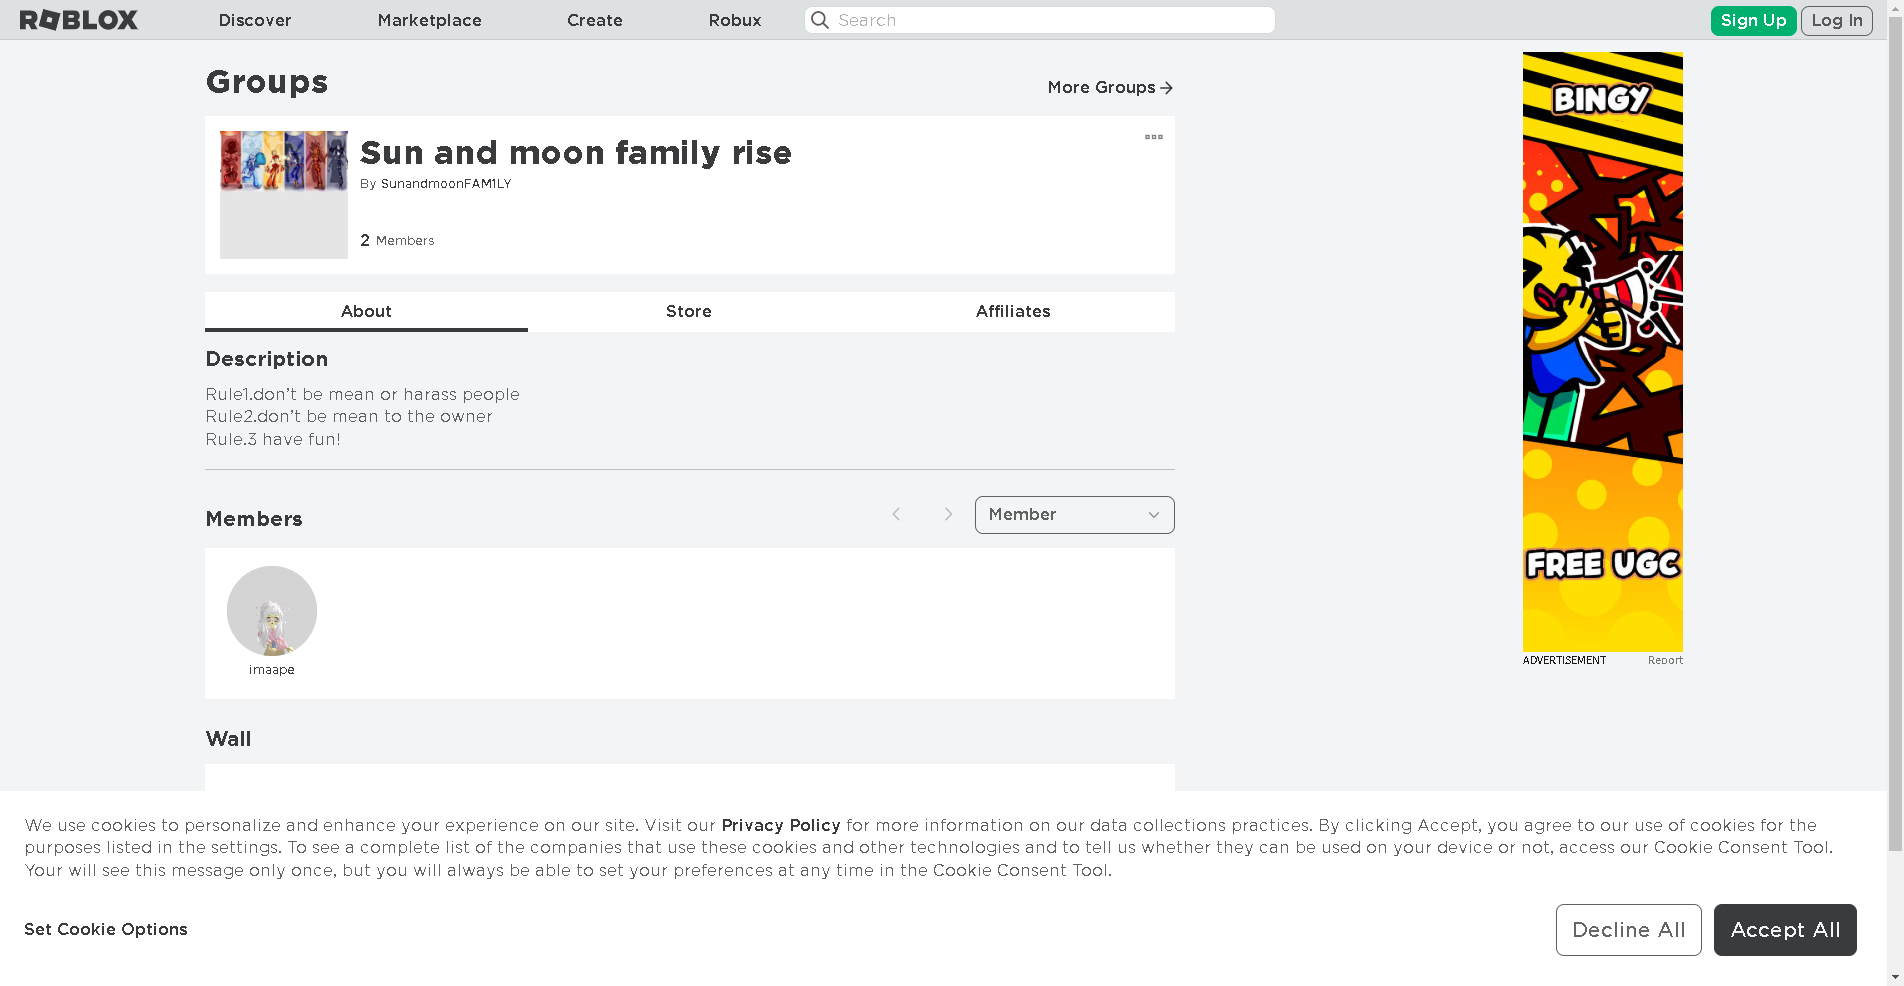 ROBLOX Discover Marketplace Create Robux Search Sign Up Log In
Groups
More Groups
Sun and moon family rise
By SunandmoonFAM1LY
2 Members
About Store Affiliates
Description
Rule1.don’t be mean or harass people
Rule2.don’t be mean to the owner
Rule.3 have fun!
Members
Member
imaape
Wall
BINGY
FREE UGC
ADVERTISEMENT Report
We use cookies to personalize and enhance your experience on our site. Visit our Privacy Policy for more information on our data collections practices. By clicking Accept, you agree to our use of cookies for the
purposes listed in the settings. To see a complete list of the companies that use these cookies and other technologies and to tell us whether they can be used on your device or not, access our Cookie Consent Tool.
Your will see this message only once, but you will always be able to set your preferences at any time in the Cookie Consent Tool.
Set Cookie Options
Decline All
Accept All